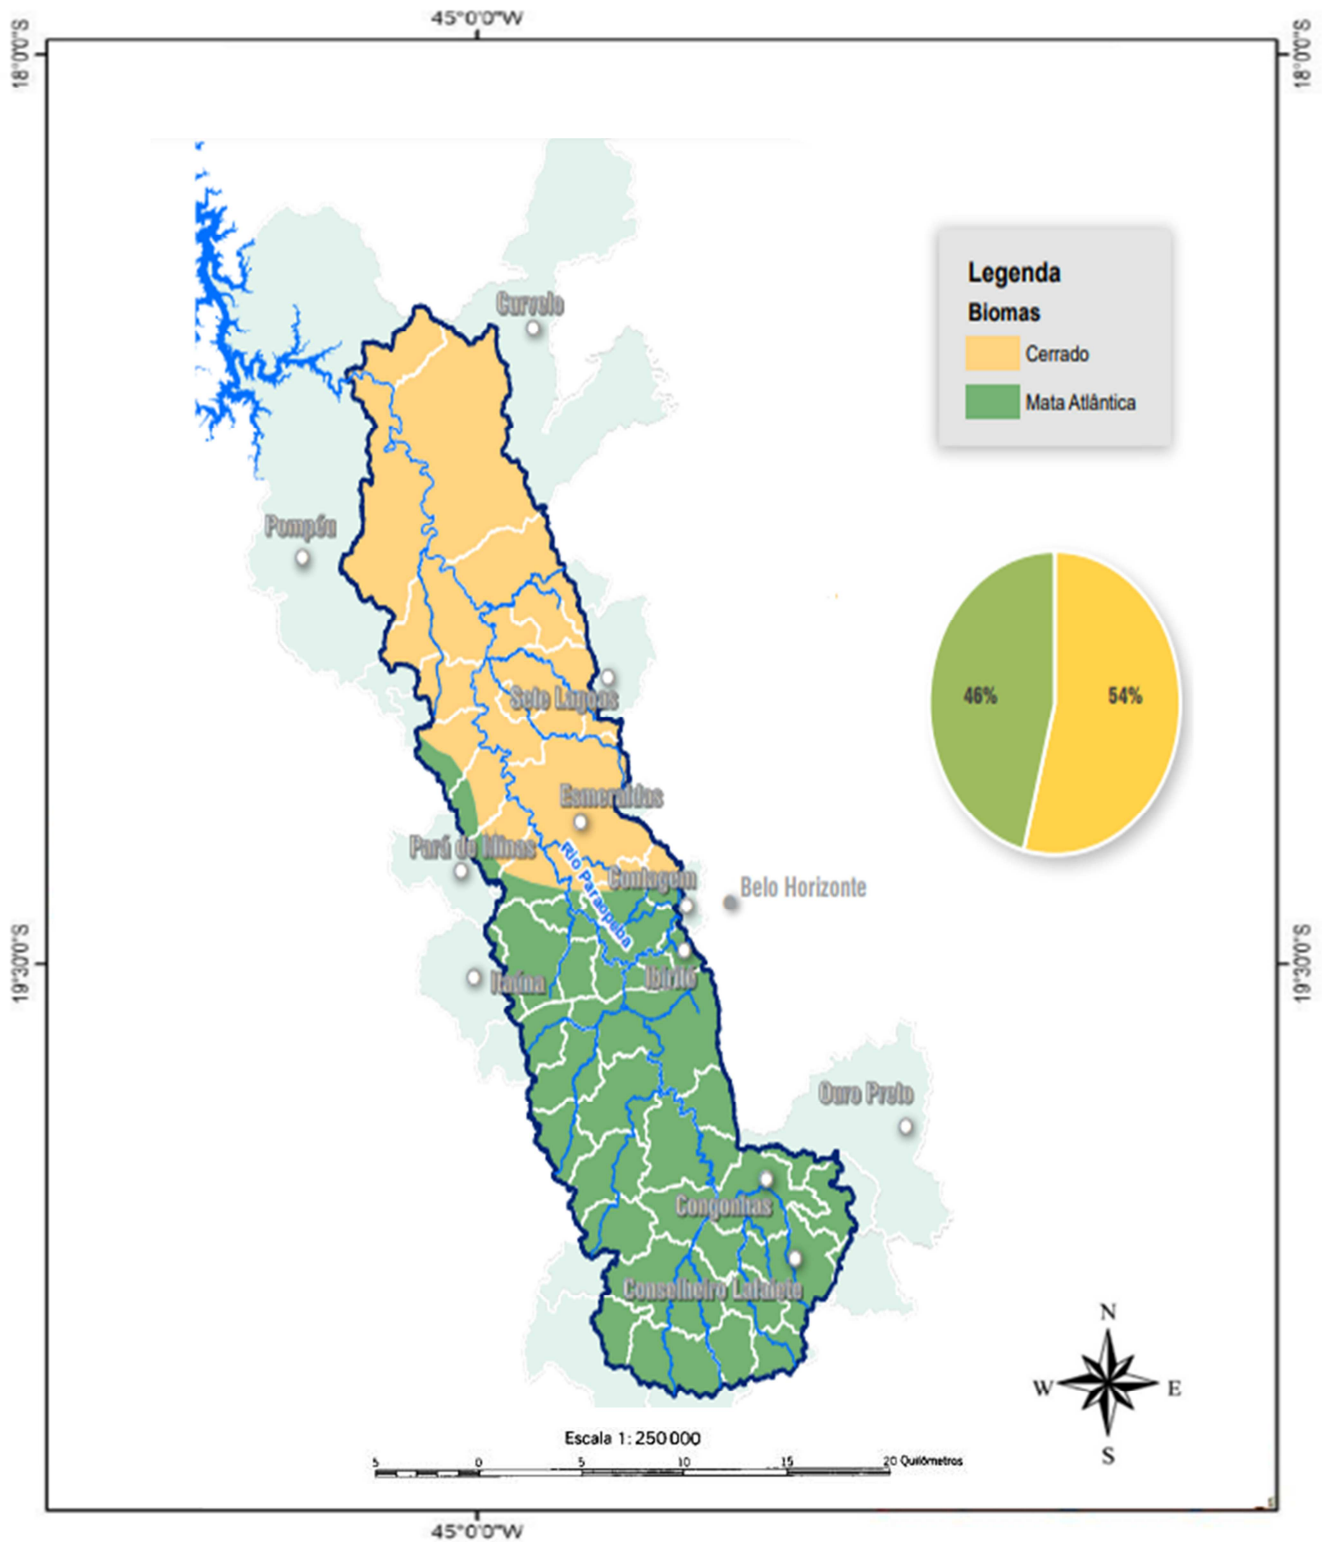 45°0'0"W
18°0'0"S
18°0'0"S
Curvelo
Legenda
Biomas
Cerrado
Mata Atlântica
Pompéu
46%
54%
Sete Lagoas
Esmeraldas
Pará de Minas
Rio Paraopeba
Contagem
Belo Horizonte
19°30'0"S
19°30'0"S
Itaúna
Ibirité
Ouro Preto
Congonhas
Conselheiro Lafaiete
N
W
E
S
Escala 1: 250 000
5 0 5 10 15 20 Quilômetros
45°0'0"W